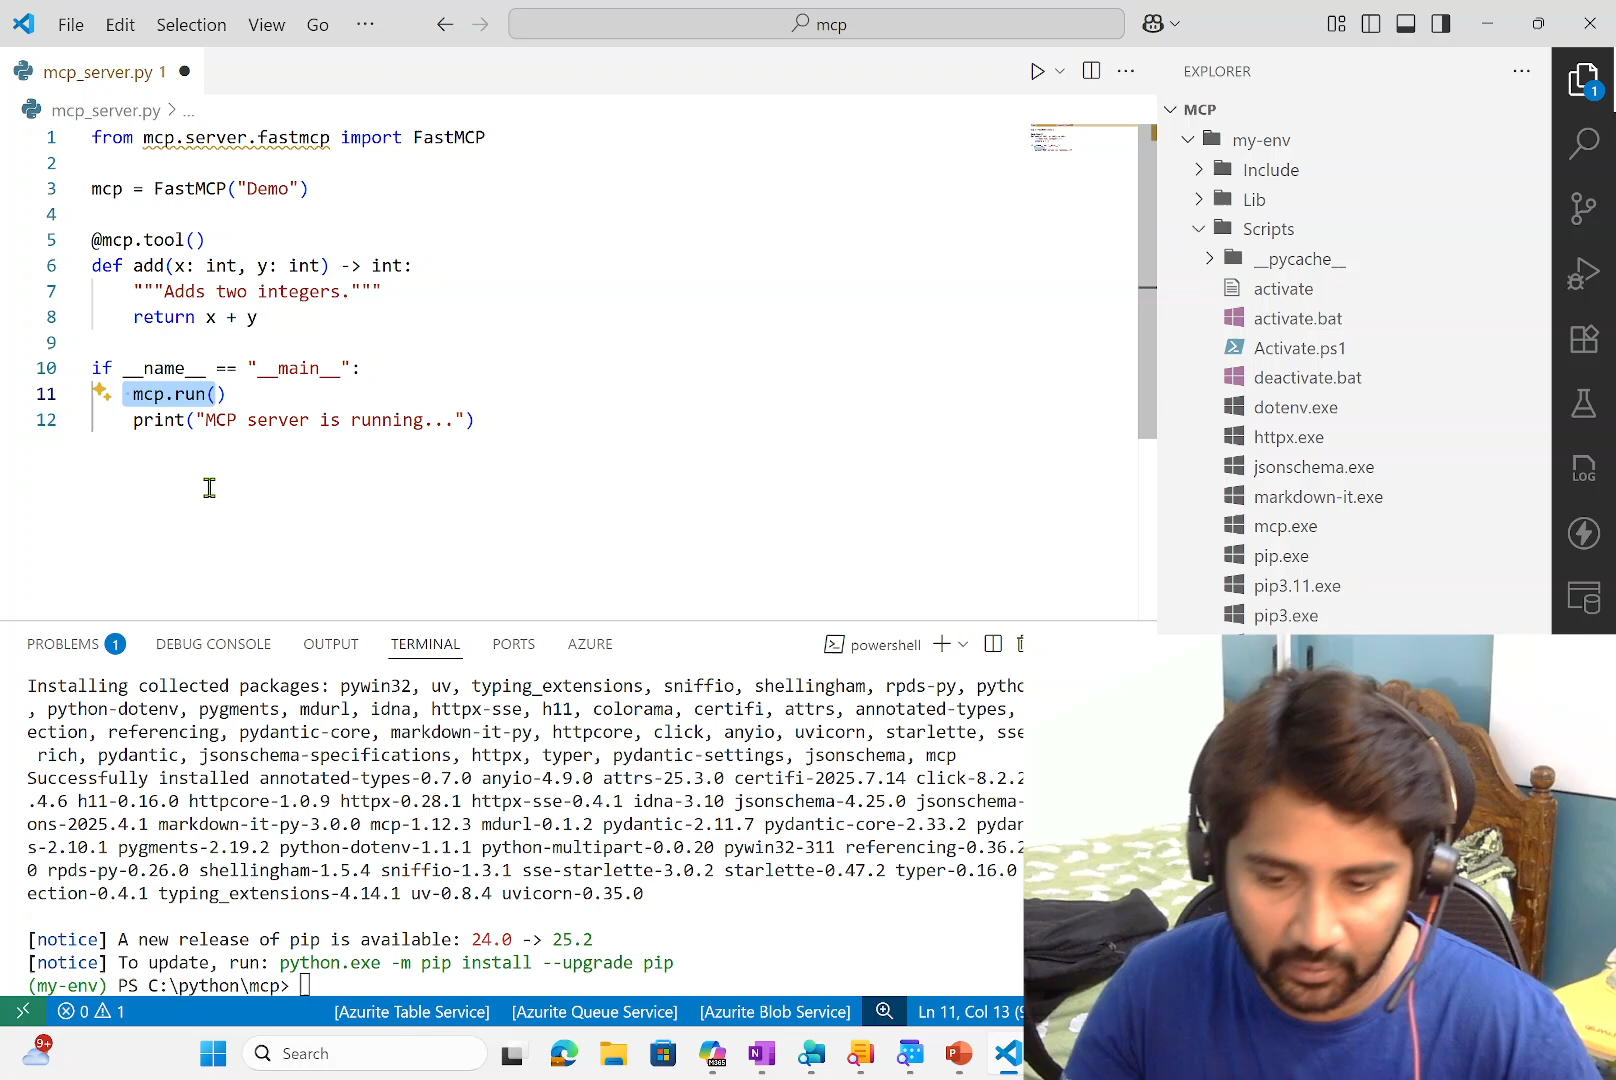 File Edit Selection View Go ... mcp
mcp_server.py 1
EXPLORER
mcp_server.py > ...
MCP
1 from mcp.server.fastmcp import FastMCP
2
3 mcp = FastMCP("Demo")
4
5 @mcp.tool()
6 def add(x: int, y: int) -> int:
7 """Adds two integers."""
8 return x + y
9
10 if __name__ == "__main__":
11 mcp.run()
12 print("MCP server is running...")
my-env
Include
Lib
Scripts
__pycache__
activate
activate.bat
Activate.ps1
deactivate.bat
dotenv.exe
httpx.exe
jsonschema.exe
markdown-it.exe
mcp.exe
pip.exe
pip3.11.exe
pip3.exe
1
LOG
PROBLEMS 1 DEBUG CONSOLE OUTPUT TERMINAL PORTS AZURE powershell
Installing collected packages: pywin32, uv, typing_extensions, sniffio, shellingham, rpds-py, pytho
, python-dotenv, pygments, mdurl, idna, httpx-sse, h11, colorama, certifi, attrs, annotated-types,
ection, referencing, pydantic-core, markdown-it-py, httpcore, click, anyio, uvicorn, starlette, sse
rich, pydantic, jsonschema-specifications, httpx, typer, pydantic-settings, jsonschema, mcp
Successfully installed annotated-types-0.7.0 anyio-4.9.0 attrs-25.3.0 certifi-2025.7.14 click-8.2.2
.4.6 h11-0.16.0 httpcore-1.0.9 httpx-0.28.1 httpx-sse-0.4.1 idna-3.10 jsonschema-4.25.0 jsonschema-
ons-2025.4.1 markdown-it-py-3.0.0 mcp-1.12.3 mdurl-0.1.2 pydantic-2.11.7 pydantic-core-2.33.2 pydan
s-2.10.1 pygments-2.19.2 python-dotenv-1.1.1 python-multipart-0.0.20 pywin32-311 referencing-0.36.2
0 rpds-py-0.26.0 shellingham-1.5.4 sniffio-1.3.1 sse-starlette-3.0.2 starlette-0.47.2 typer-0.16.0
ection-0.4.1 typing_extensions-4.14.1 uv-0.8.4 uvicorn-0.35.0
[notice] A new release of pip is available: 24.0 -> 25.2
[notice] To update, run: python.exe -m pip install --upgrade pip
(my-env) PS C:\python\mcp>
0 1 [Azurite Table Service] [Azurite Queue Service] [Azurite Blob Service] Ln 11, Col 13 (9
9+ Search M365 N P